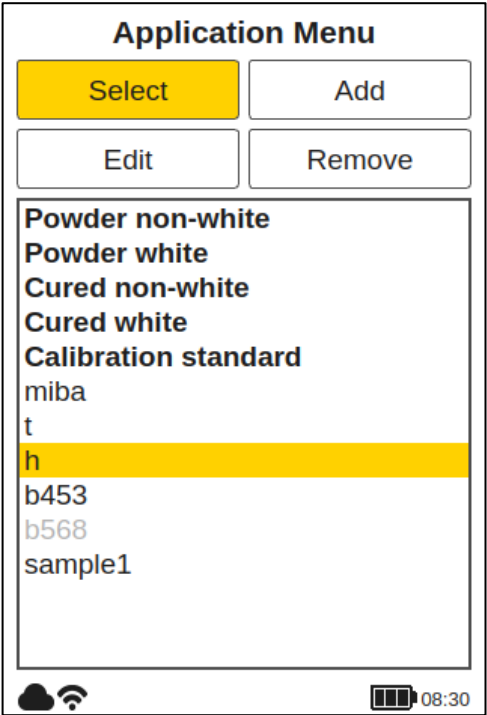 Application Menu
Select Add
Edit Remove
Powder non-white
Powder white
Cured non-white
Cured white
Calibration standard
miba
t
h
b453
b568
sample1
08:30